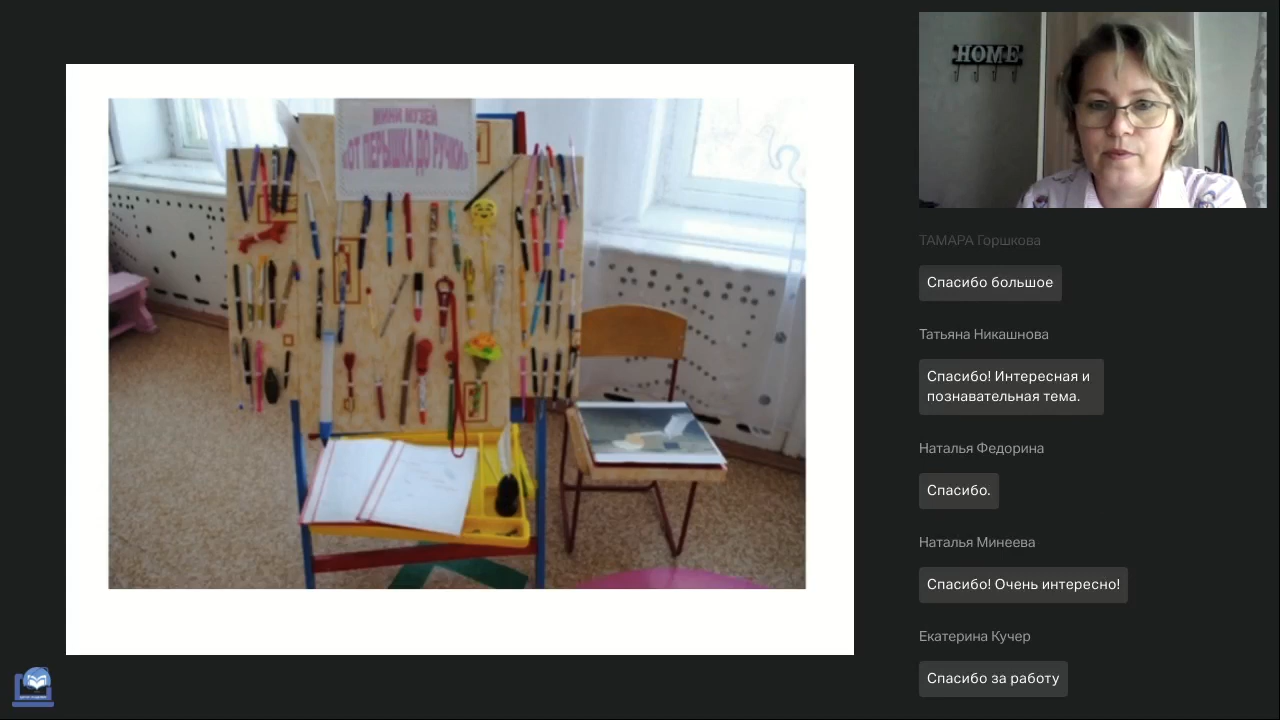 МИНИ МУЗЕЙ
«ОТ ПЕРЫШКА ДО РУЧКИ»
HOME
ТАМАРА Горшкова
Спасибо большое
Татьяна Никашнова
Спасибо! Интересная и
познавательная тема.
Наталья Федорина
Спасибо.
Наталья Минеева
Спасибо! Очень интересно!
Екатерина Кучер
Спасибо за работу